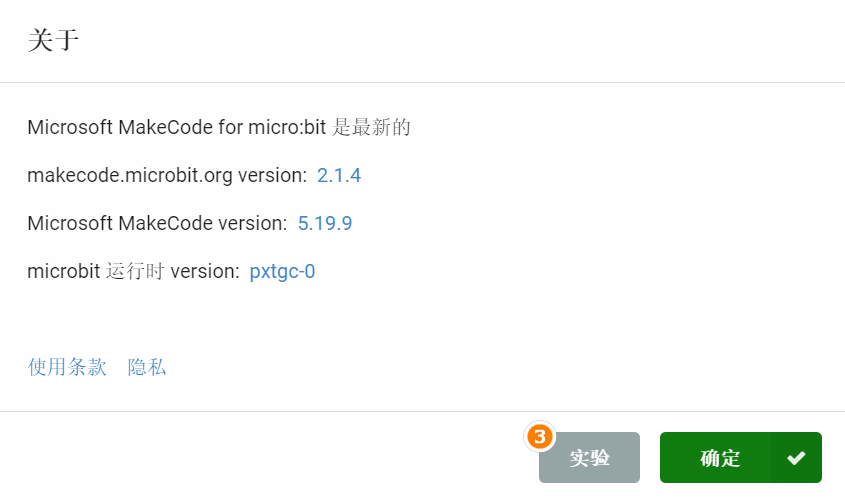 关于
Microsoft MakeCode for micro:bit 是最新的
makecode.microbit.org version: 2.1.4
Microsoft MakeCode version: 5.19.9
microbit 运行时 version: pxtgc-0
使用条款 隐私
3
实验 确定